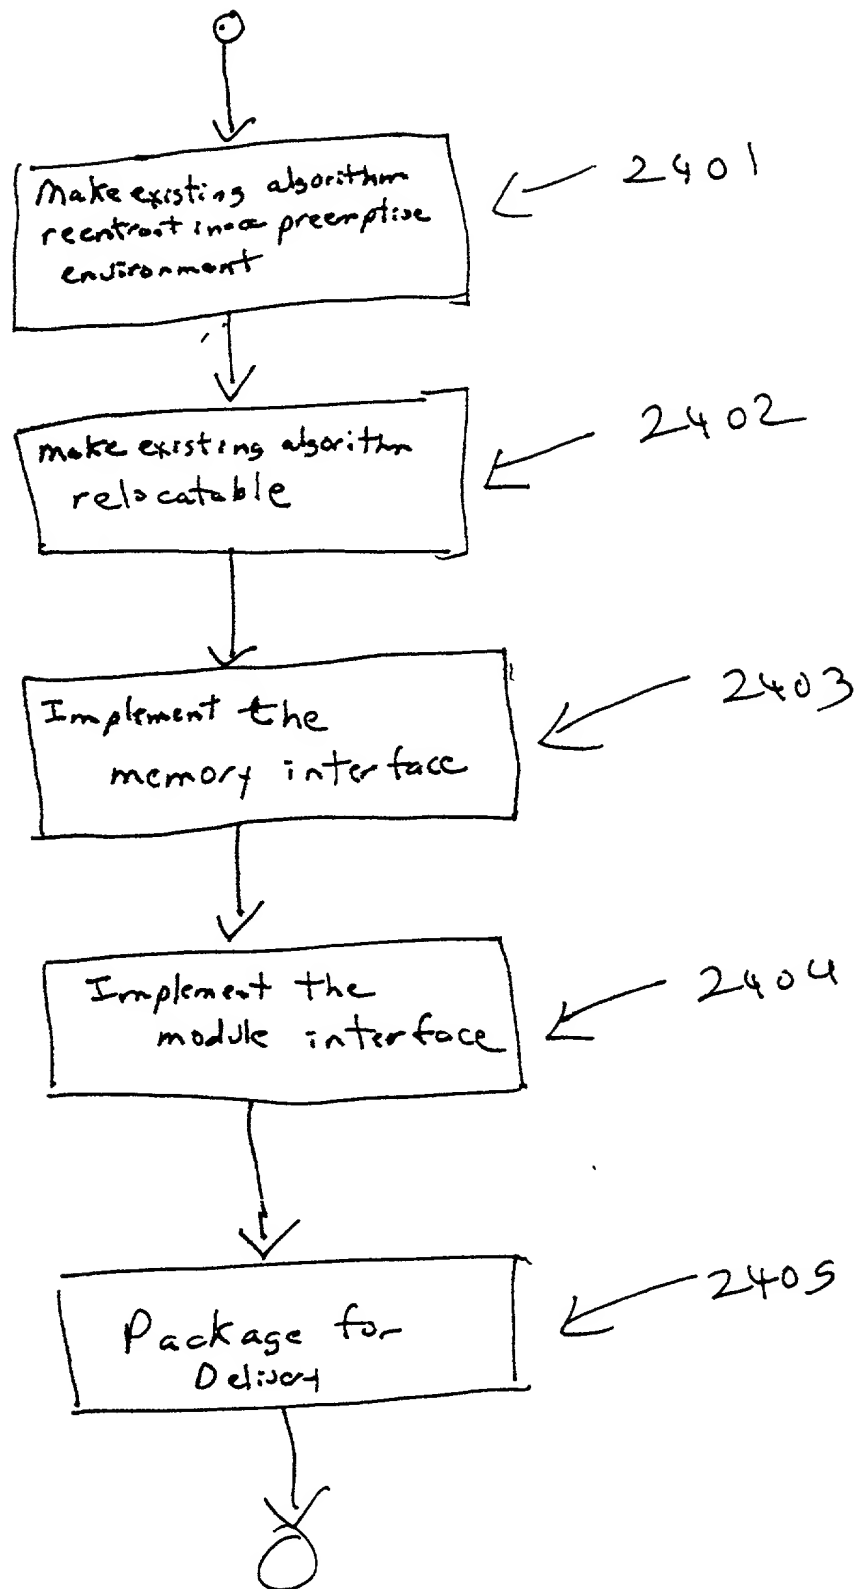 Make existing algorithm
reentrant in a preemptive
environment
2401
make existing algorithm
relocatable
2402
Implement the
memory interface
2403
Implement the
module interface
2404
Package for
Delivery
2405